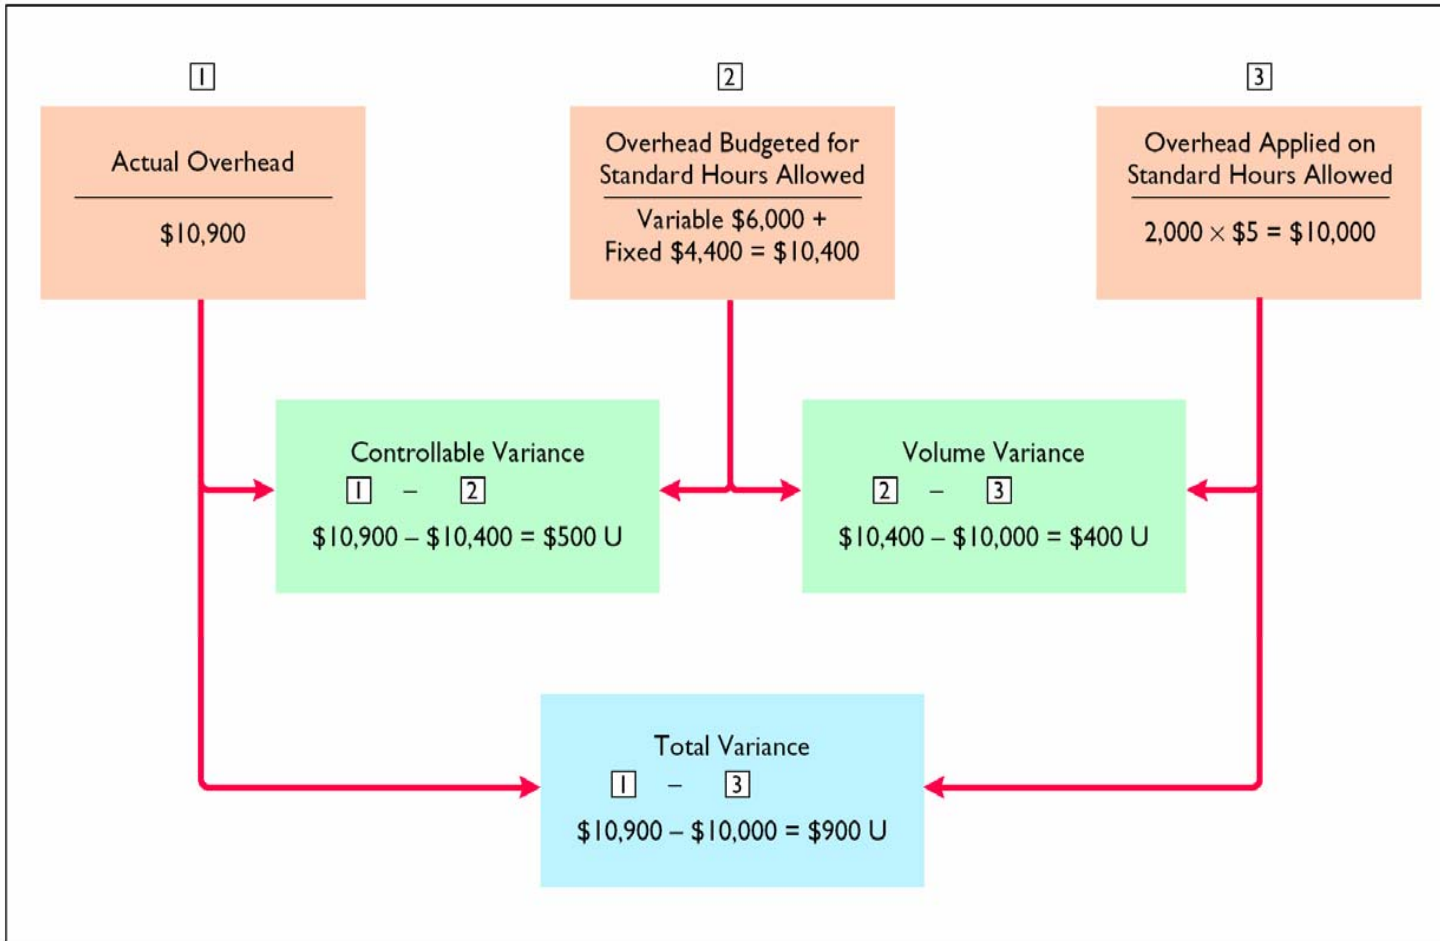 1
2
3
Actual Overhead
$10,900
Overhead Budgeted for
Standard Hours Allowed
Variable $6,000 +
Fixed $4,400 = $10,400
Overhead Applied on
Standard Hours Allowed
2,000 × $5 = $10,000
Controllable Variance
1 – 2
$10,900 – $10,400 = $500 U
Volume Variance
2 – 3
$10,400 – $10,000 = $400 U
Total Variance
1 – 3
$10,900 – $10,000 = $900 U